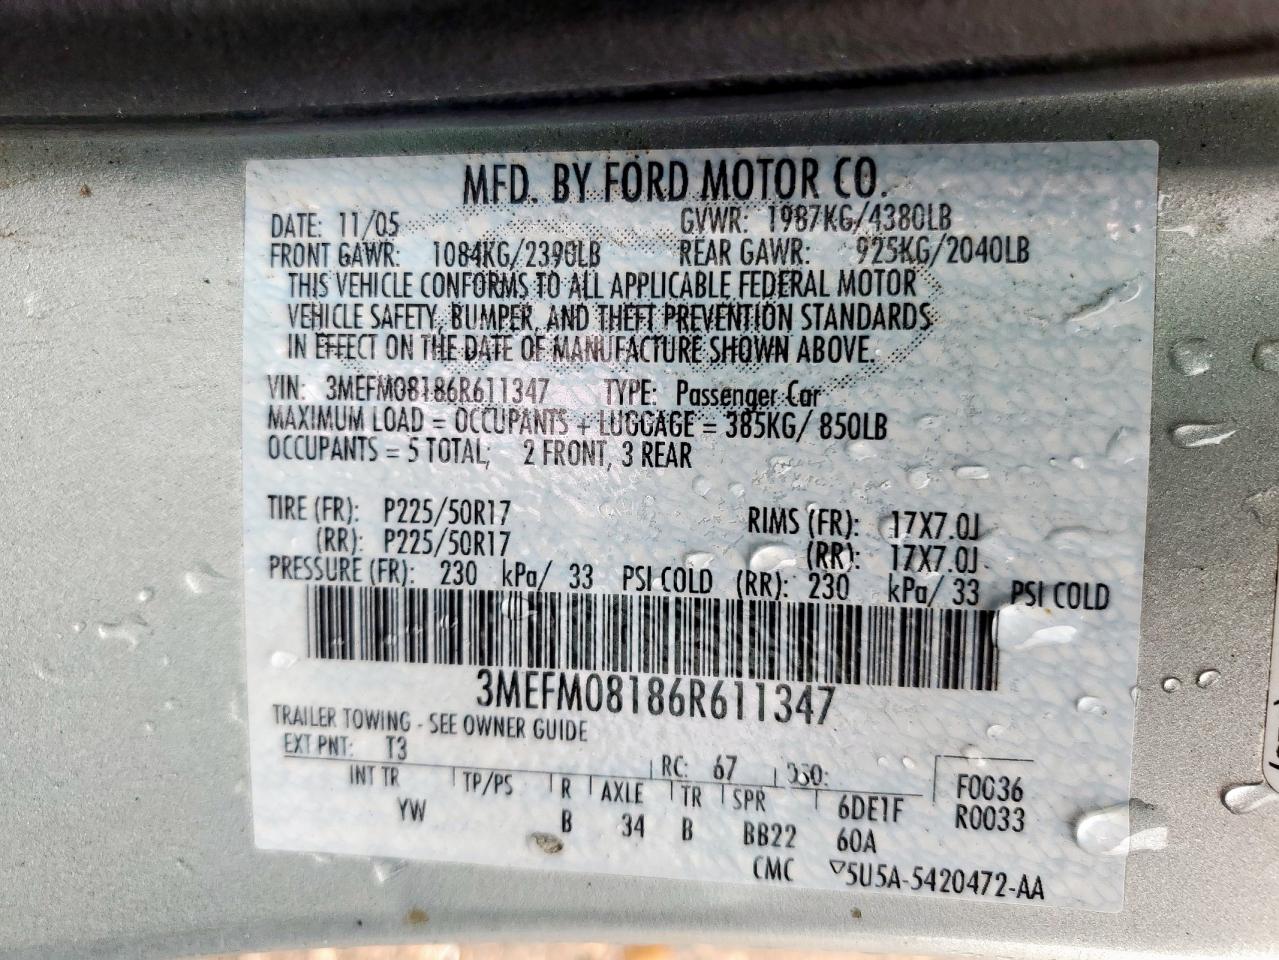 MFD. BY FORD MOTOR CO.
DATE: 11/05 GVWR: 1987KG/4380LB
FRONT GAWR: 1084KG/2390LB REAR GAWR: 925KG/2040LB
THIS VEHICLE CONFORMS TO ALL APPLICABLE FEDERAL MOTOR
VEHICLE SAFETY, BUMPER, AND THEFT PREVENTION STANDARDS
IN EFFECT ON THE DATE OF MANUFACTURE SHOWN ABOVE.
VIN: 3MEFM08186R611347 TYPE: Passenger Car
MAXIMUM LOAD = OCCUPANTS + LUGGAGE = 385KG/ 850LB
OCCUPANTS = 5 TOTAL, 2 FRONT, 3 REAR
TIRE (FR): P225/50R17 RIMS (FR): 17X7.0J
(RR): P225/50R17 (RR): 17X7.0J
PRESSURE (FR): 230 kPa/ 33 PSI COLD (RR): 230 kPa/ 33 PSI COLD
3MEFM08186R611347
TRAILER TOWING - SEE OWNER GUIDE
EXT PNT: T3 RC: 67
INT TR TP/PS R AXLE TR SPR 6DE1F F0036
YW B 34 B BB22 60A R0033
CMC ▽5U5A-5420472-AA